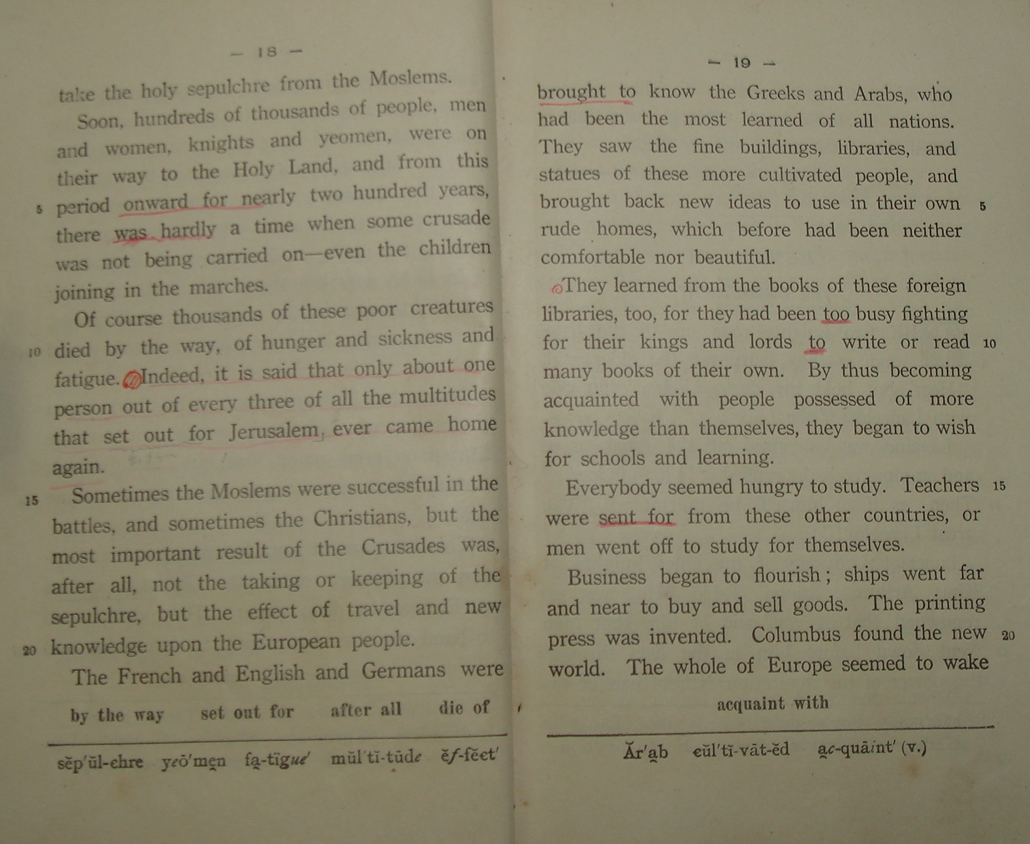 — 18 —
take the holy sepulchre from the Moslems.
Soon, hundreds of thousands of people, men
and women, knights and yeomen, were on
their way to the Holy Land, and from this
5 period onward for nearly two hundred years,
there was hardly a time when some crusade
was not being carried on—even the children
joining in the marches.
Of course thousands of these poor creatures
10 died by the way, of hunger and sickness and
fatigue. Indeed, it is said that only about one
person out of every three of all the multitudes
that set out for Jerusalem, ever came home
again.
15 Sometimes the Moslems were successful in the
battles, and sometimes the Christians, but the
most important result of the Crusades was,
after all, not the taking or keeping of the
sepulchre, but the effect of travel and new
20 knowledge upon the European people.
The French and English and Germans were
by the way set out for after all die of
sĕp′ŭl-chre yeō′men fa-tïgue′ mŭl′tĭ-tūde ĕf-fĕct′
— 19 —
brought to know the Greeks and Arabs, who
had been the most learned of all nations.
They saw the fine buildings, libraries, and
statues of these more cultivated people, and
brought back new ideas to use in their own 5
rude homes, which before had been neither
comfortable nor beautiful.
They learned from the books of these foreign
libraries, too, for they had been too busy fighting
for their kings and lords to write or read 10
many books of their own. By thus becoming
acquainted with people possessed of more
knowledge than themselves, they began to wish
for schools and learning.
Everybody seemed hungry to study. Teachers 15
were sent for from these other countries, or
men went off to study for themselves.
Business began to flourish; ships went far
and near to buy and sell goods. The printing
press was invented. Columbus found the new 20
world. The whole of Europe seemed to wake
acquaint with
Ăr′ab cŭl′tĭ-vāt-ĕd ac-quāint′ (v.)